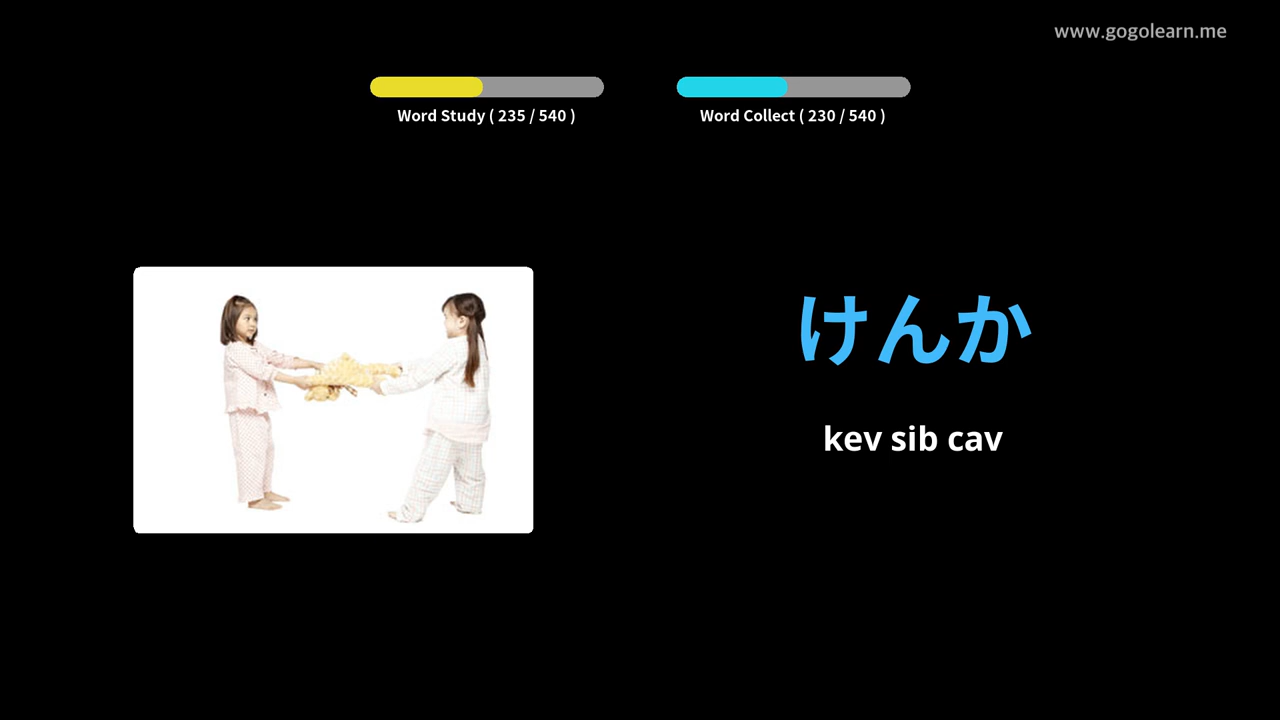 www.gogolearn.me
Word Study ( 235 / 540 )
Word Collect ( 230 / 540 )
けんか
kev sib cav